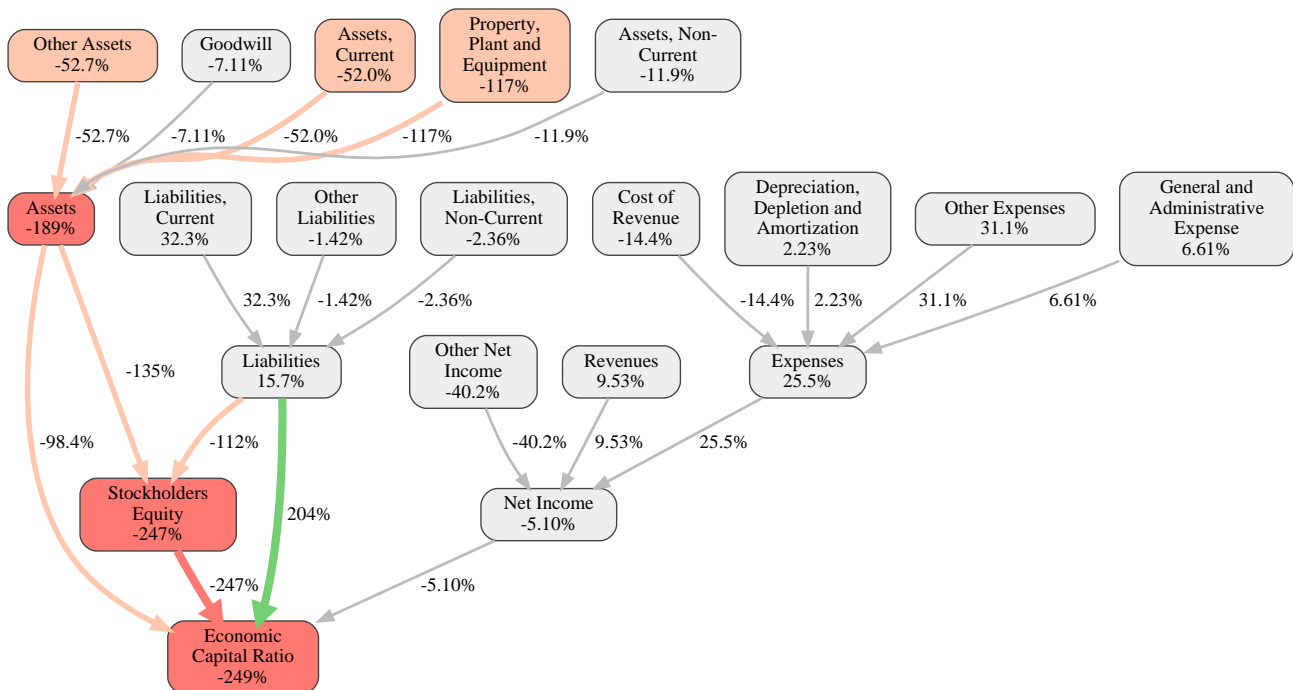 Other Assets
-52.7%
Goodwill
-7.11%
Assets,
Current
-52.0%
Property,
Plant and
Equipment
-117%
Assets, Non-
Current
-11.9%
-52.7%
-7.11%
-52.0%
-117%
-11.9%
Assets
-189%
Liabilities,
Current
32.3%
Other
Liabilities
-1.42%
Liabilities,
Non-Current
-2.36%
Cost of
Revenue
-14.4%
Depreciation,
Depletion and
Amortization
2.23%
Other Expenses
31.1%
General and
Administrative
Expense
6.61%
32.3%
-1.42%
-2.36%
-14.4%
2.23%
31.1%
6.61%
Liabilities
15.7%
Other Net
Income
-40.2%
Revenues
9.53%
Expenses
25.5%
-135%
-98.4%
-112%
204%
-40.2%
9.53%
25.5%
Stockholders
Equity
-247%
Net Income
-5.10%
-247%
-5.10%
Economic
Capital Ratio
-249%